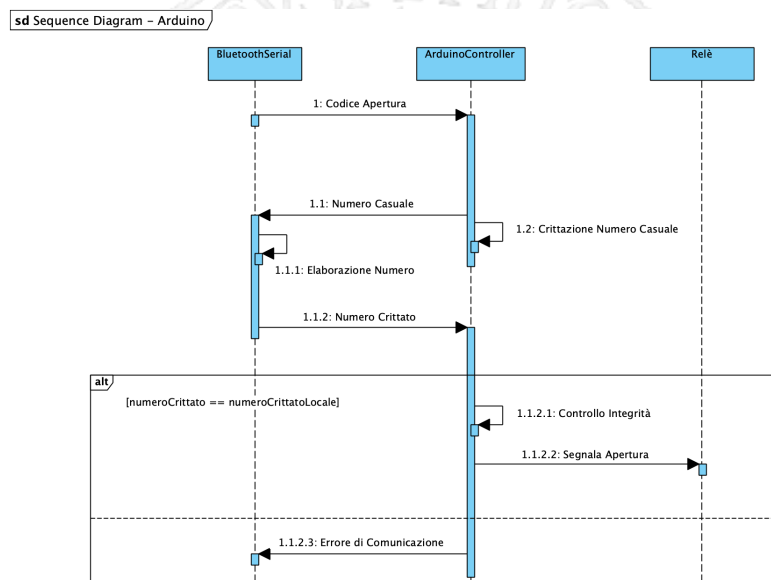 sd Sequence Diagram – Arduino
BluetoothSerial
ArduinoController
Relè
1: Codice Apertura
1.1: Numero Casuale
1.2: Crittazione Numero Casuale
1.1.1: Elaborazione Numero
1.1.2: Numero Crittato
alt
[numeroCrittato == numeroCrittatoLocale]
1.1.2.1: Controllo Integrità
1.1.2.2: Segnala Apertura
1.1.2.3: Errore di Comunicazione